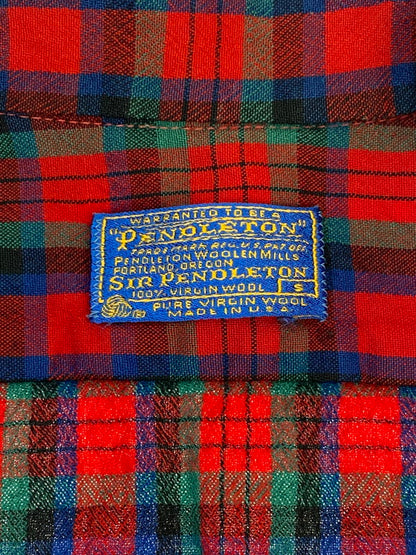 WARRANTED TO BE A
"PENDLETON"
TRADE MARK REG. U.S. PAT. OFF.
PENDLETON WOOLEN MILLS
PORTLAND, OREGON
SIR PENDLETON
100% VIRGIN WOOL S
PURE VIRGIN WOOL
MADE IN U.S.A.